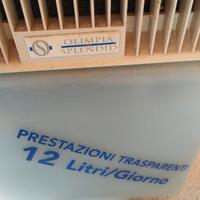 OLIMPIA
SPLENDID
PRESTAZIONI TRASPARENTI
12 Litri/Giorno